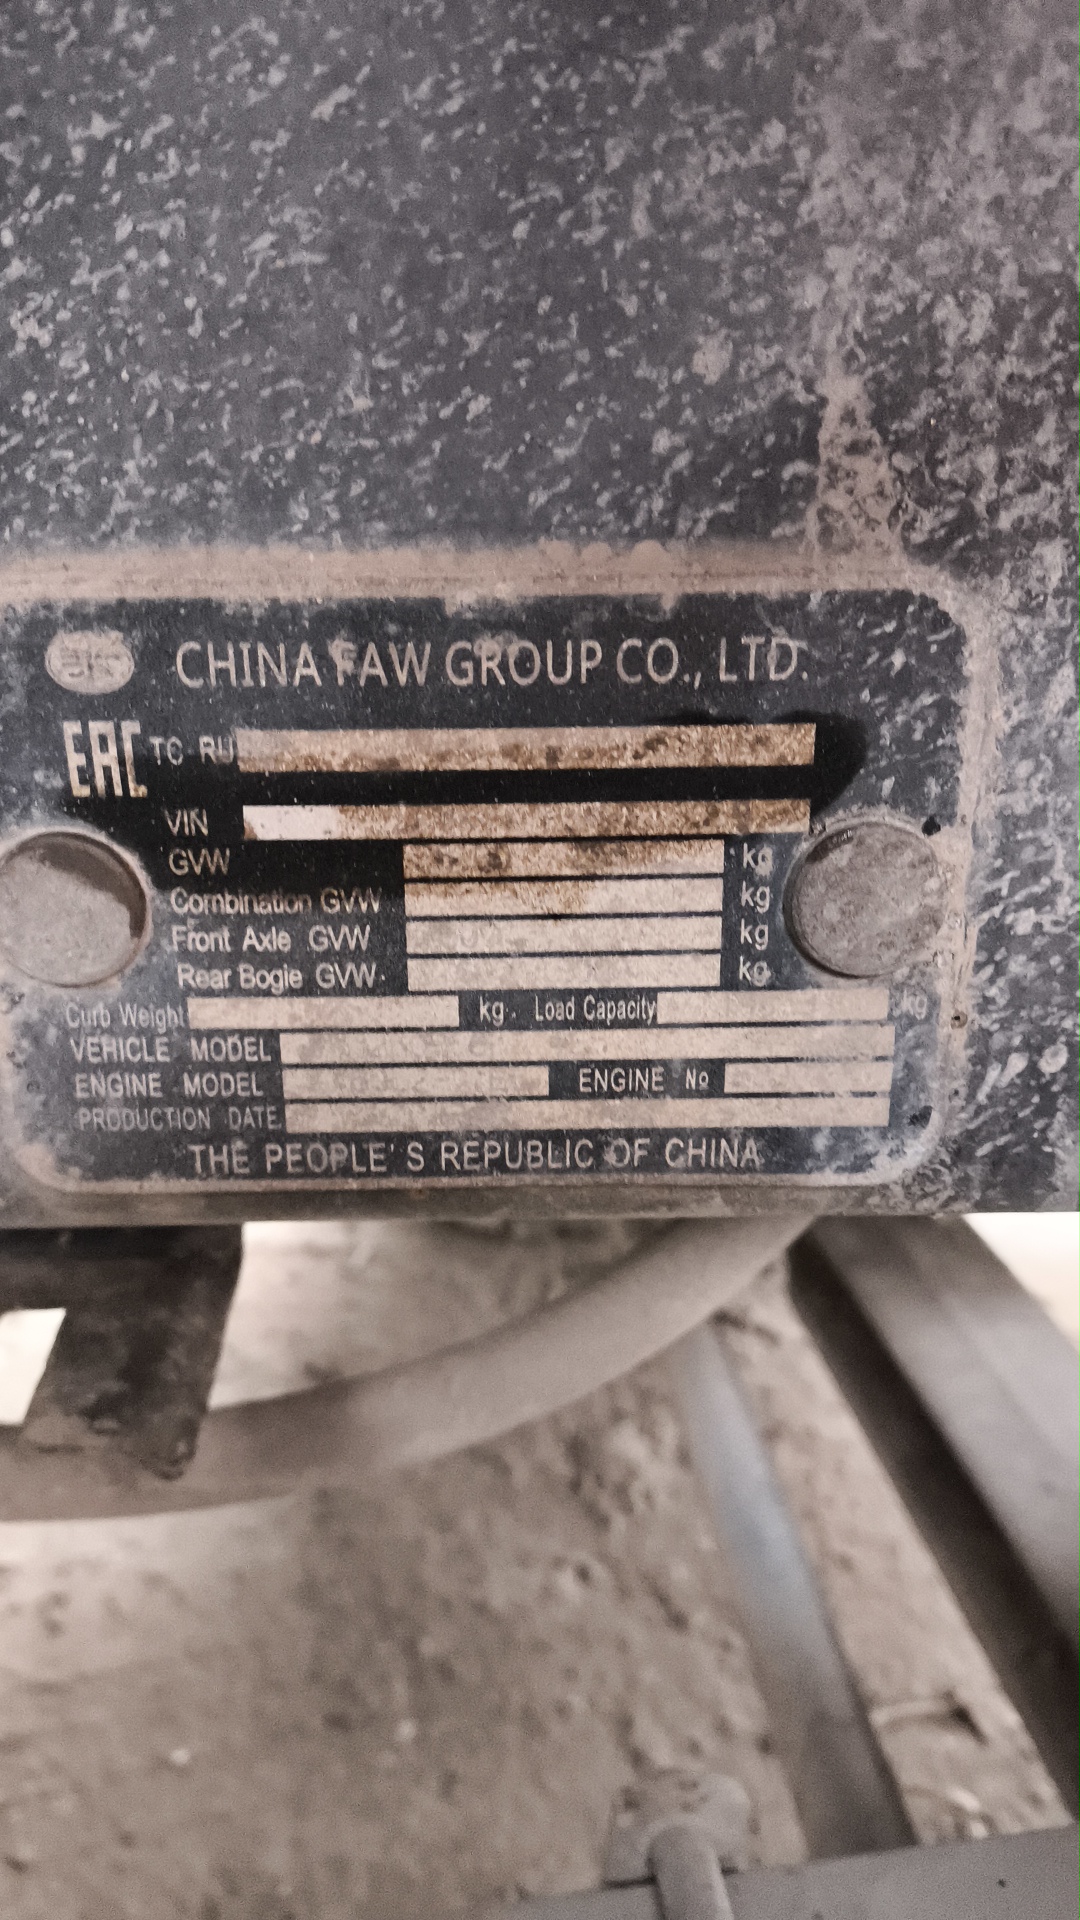 CHINA FAW GROUP CO., LTD.
EAC TC RU
VIN
GVW kg
Combination GVW kg
Front Axle GVW kg
Rear Bogie GVW kg
Curb Weight kg Load Capacity kg
VEHICLE MODEL
ENGINE MODEL ENGINE No
PRODUCTION DATE
THE PEOPLE'S REPUBLIC OF CHINA